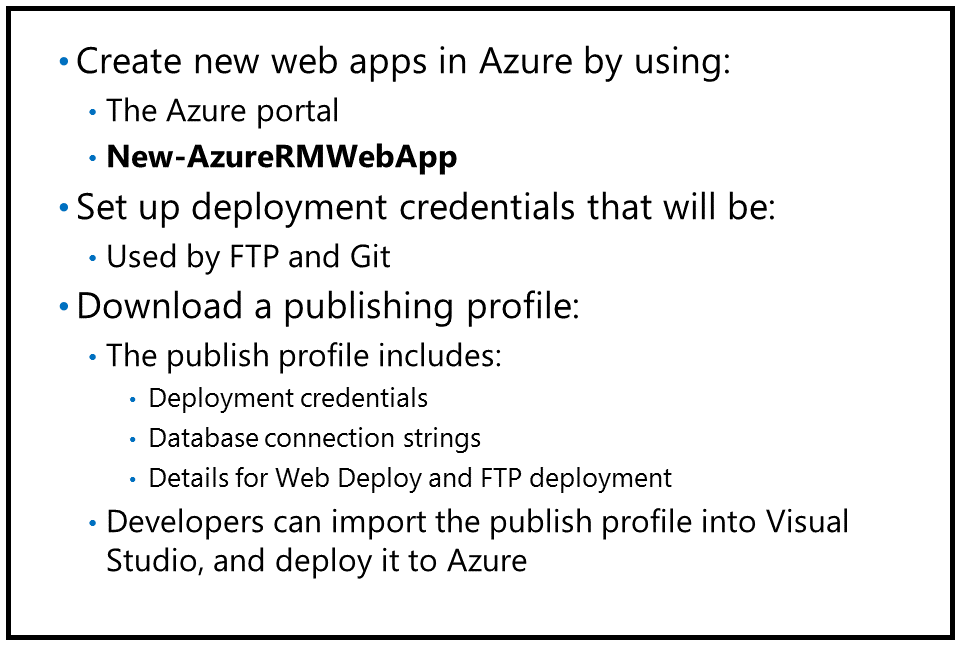 • Create new web apps in Azure by using:
• The Azure portal
• New-AzureRMWebApp
• Set up deployment credentials that will be:
• Used by FTP and Git
• Download a publishing profile:
• The publish profile includes:
• Deployment credentials
• Database connection strings
• Details for Web Deploy and FTP deployment
• Developers can import the publish profile into Visual
Studio, and deploy it to Azure